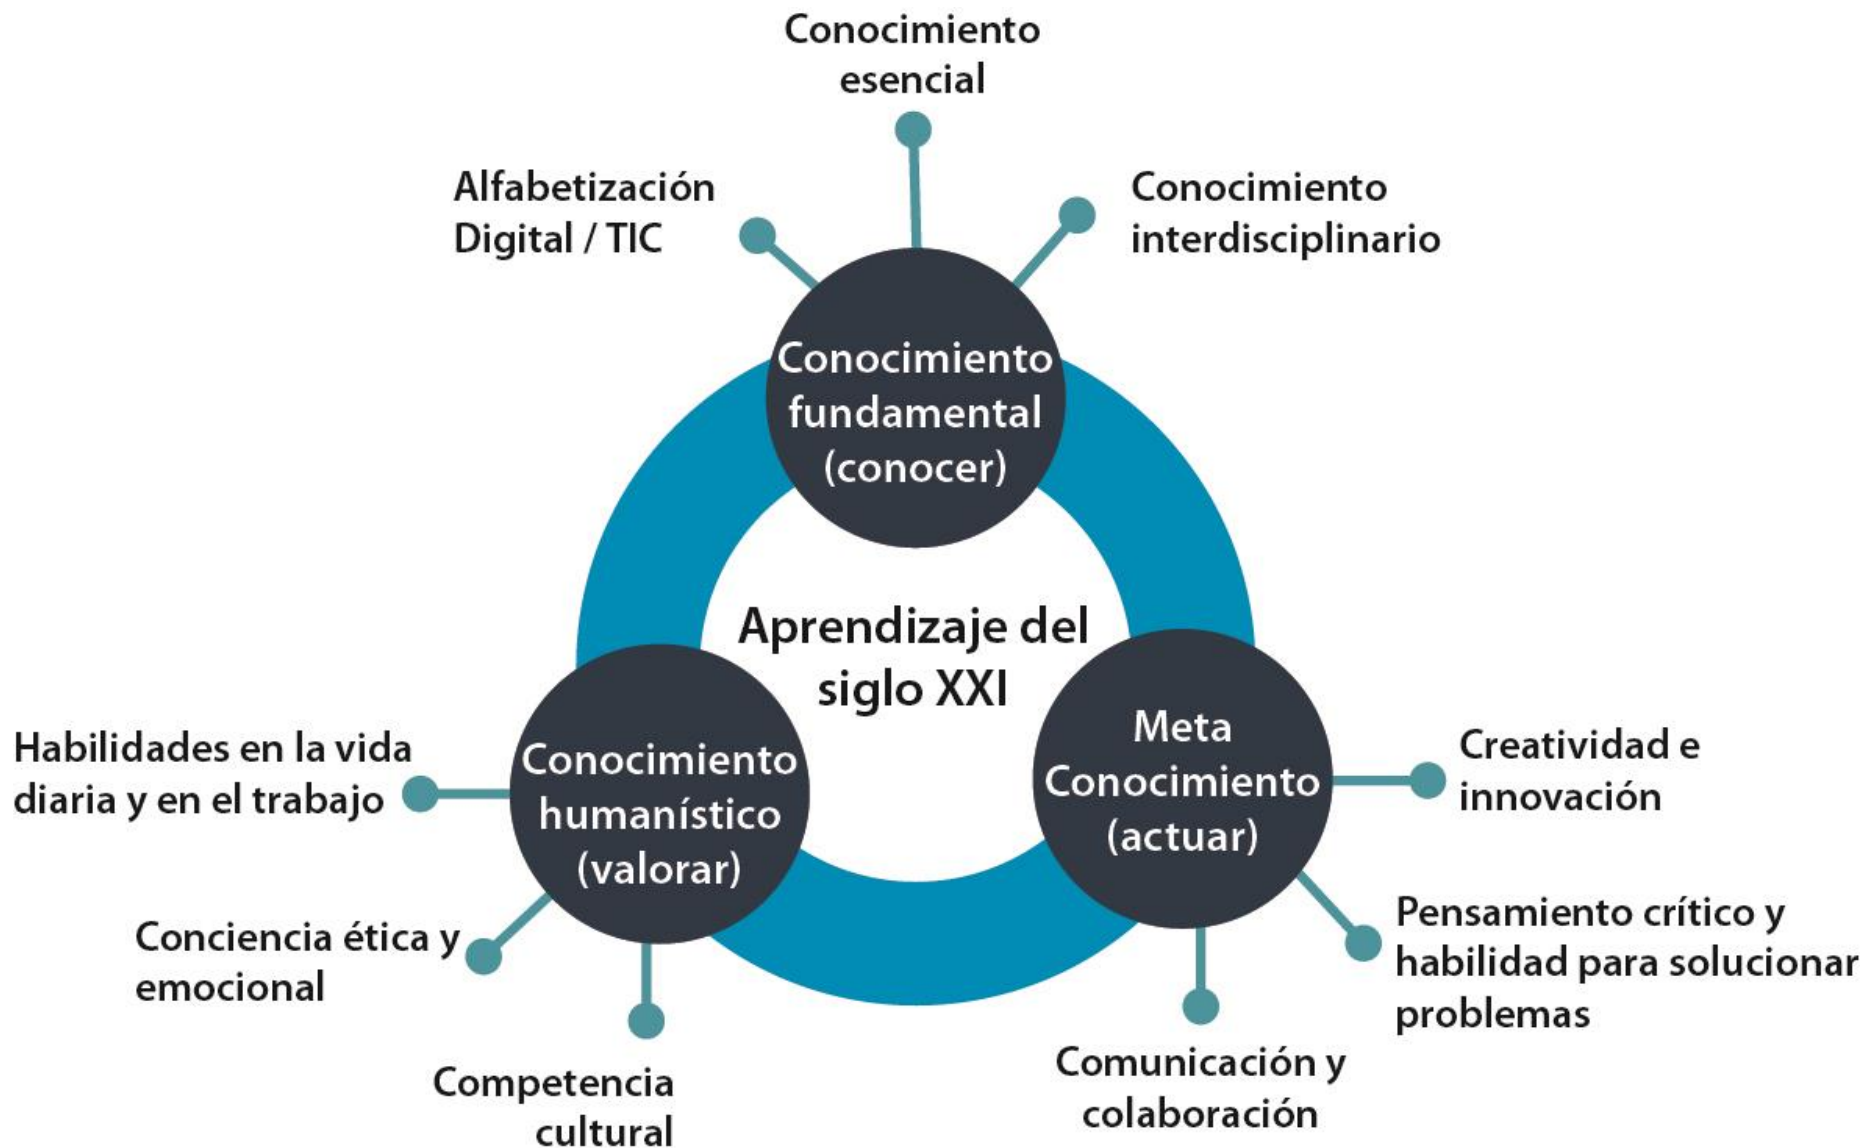 Conocimiento
esencial
Alfabetización
Digital / TIC
Conocimiento
interdisciplinario
Conocimiento
fundamental
(conocer)
Aprendizaje del
siglo XXI
Habilidades en la vida
diaria y en el trabajo
Conocimiento
humanístico
(valorar)
Meta
Conocimiento
(actuar)
Creatividad e
innovación
Conciencia ética y
emocional
Pensamiento crítico y
habilidad para solucionar
problemas
Competencia
cultural
Comunicación y
colaboración